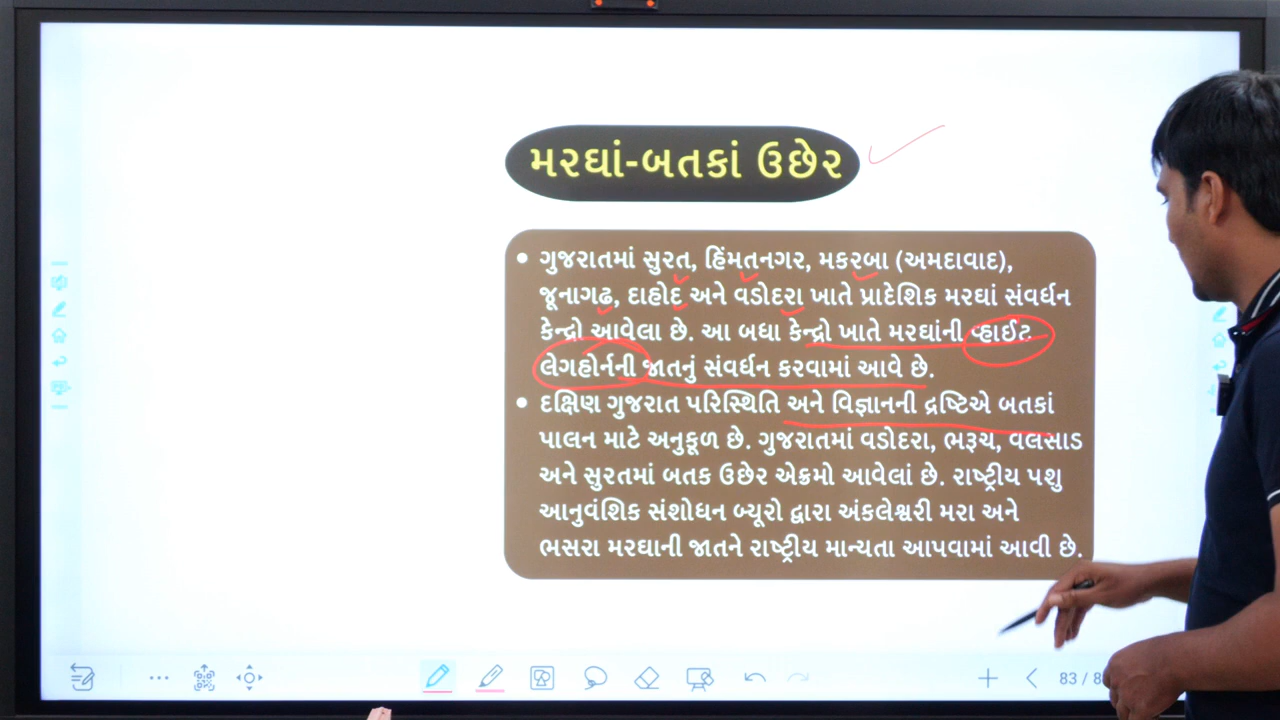 મરઘાં-બતકાં ઉછેર
• ગુજરાતમાં સુરત, હિંમતનગર, મકરબા (અમદાવાદ),
જૂનાગઢ, દાહોદ અને વડોદરા ખાતે પ્રાદેશિક મરઘાં સંવર્ધન
કેન્દ્રો આવેલા છે. આ બધા કેન્દ્રો ખાતે મરઘાંની વ્હાઈટ
લેગહોર્નની જાતનું સંવર્ધન કરવામાં આવે છે.
• દક્ષિણ ગુજરાત પરિસ્થિતિ અને વિજ્ઞાનની દ્રષ્ટિએ બતકાં
પાલન માટે અનુકૂળ છે. ગુજરાતમાં વડોદરા, ભરૂચ, વલસાડ
અને સુરતમાં બતક ઉછેર એક્રમો આવેલાં છે. રાષ્ટ્રીય પશુ
આનુવંશિક સંશોધન બ્યૂરો દ્વારા અંકલેશ્વરી મરા અને
ભસરા મરઘાની જાતને રાષ્ટ્રીય માન્યતા આપવામાં આવી છે.
83 /